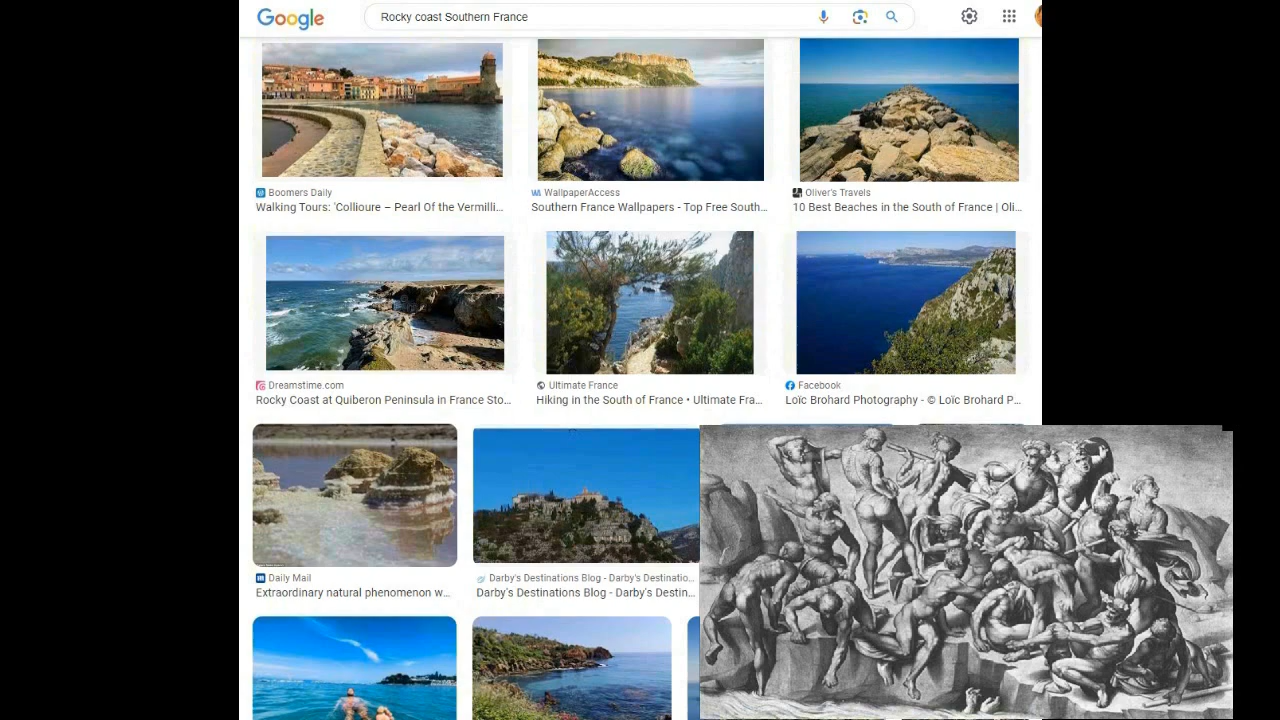 Google
Rocky coast Southern France
Boomers Daily
Walking Tours: 'Collioure – Pearl Of the Vermilli...
WallpaperAccess
Southern France Wallpapers - Top Free South...
Oliver's Travels
10 Best Beaches in the South of France | Oli...
Dreamstime.com
Rocky Coast at Quiberon Peninsula in France Sto...
Ultimate France
Hiking in the South of France • Ultimate Fra...
Facebook
Loïc Brohard Photography - © Loïc Brohard P...
Daily Mail
Extraordinary natural phenomenon w...
Darby's Destinations Blog - Darby's Destinatio...
Darby's Destinations Blog - Darby's Destin...